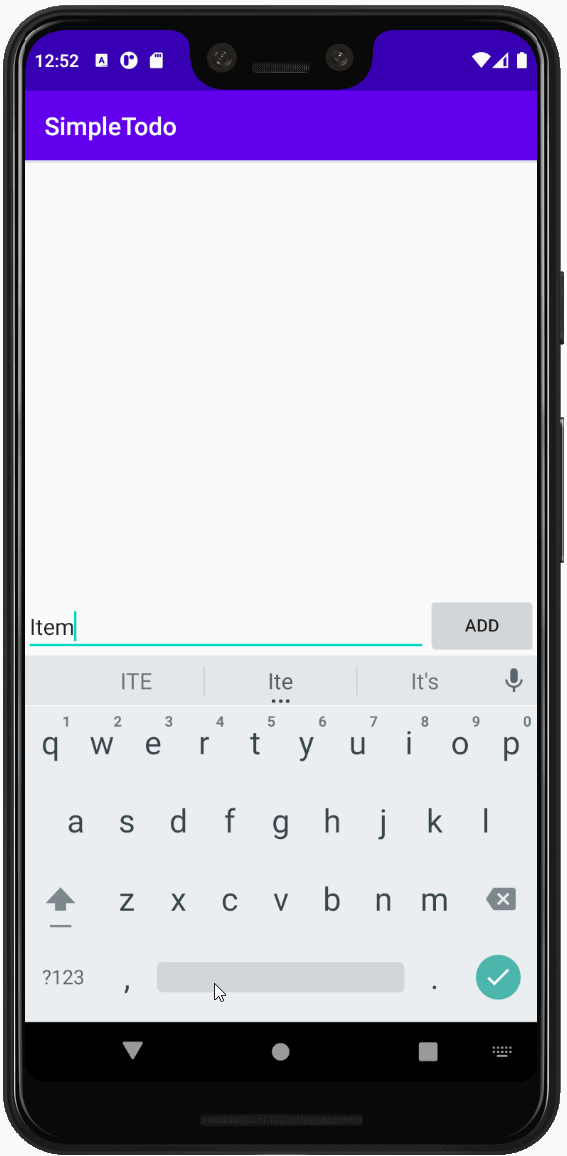 12:52
SimpleTodo
Item
ADD
ITE Ite It's
1 2 3 4 5 6 7 8 9 0
q w e r t y u i o p
a s d f g h j k l
z x c v b n m
?123 , .